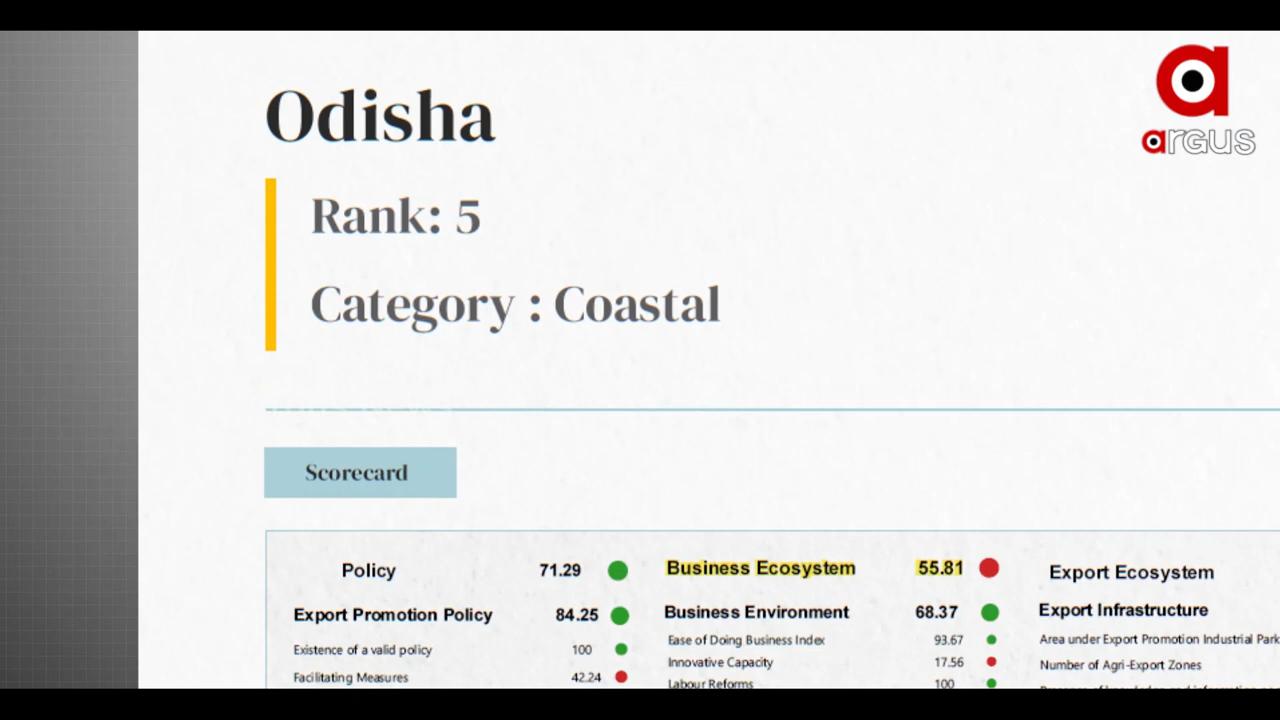 argus
Odisha
Rank: 5
Category : Coastal
Scorecard
Policy 71.29
Export Promotion Policy 84.25
Existence of a valid policy 100
Facilitating Measures 42.24
Business Ecosystem 55.81
Business Environment 68.37
Ease of Doing Business Index 93.67
Innovative Capacity 17.56
Labour Reforms 100
Export Ecosystem
Export Infrastructure
Area under Export Promotion Industrial Park
Number of Agri-Export Zones